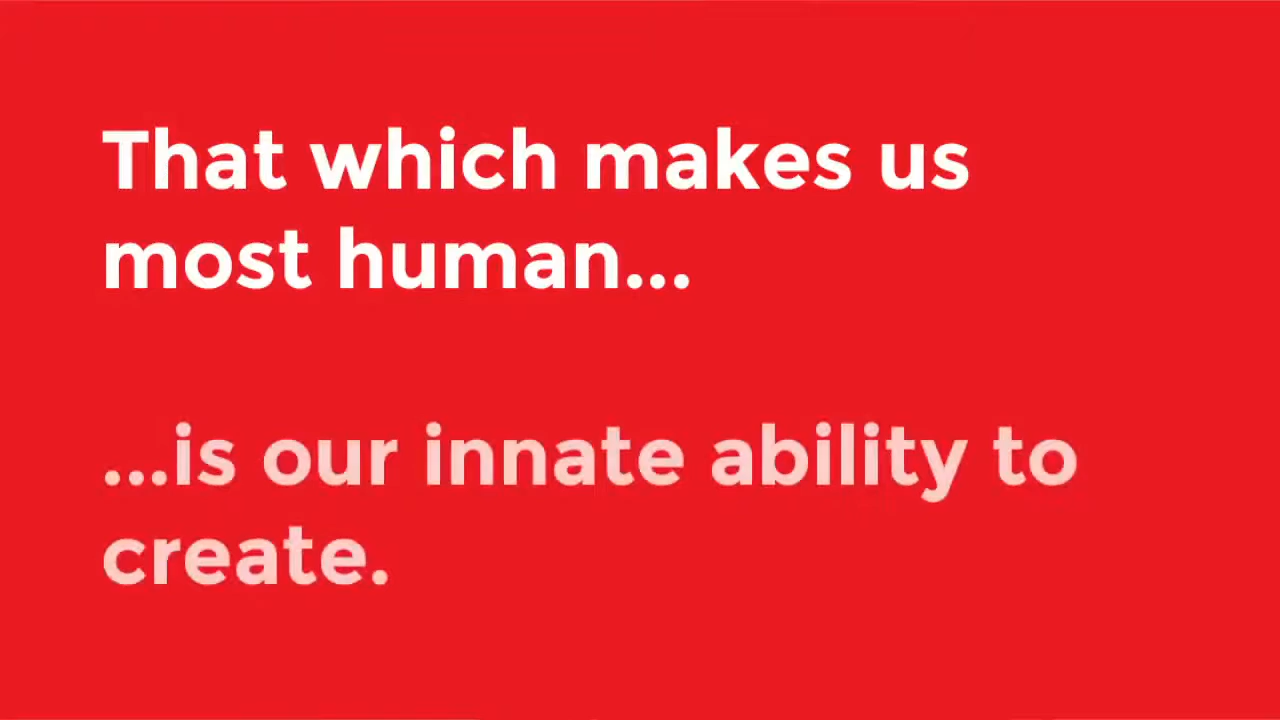 That which makes us
most human...
...is our innate ability to
create.